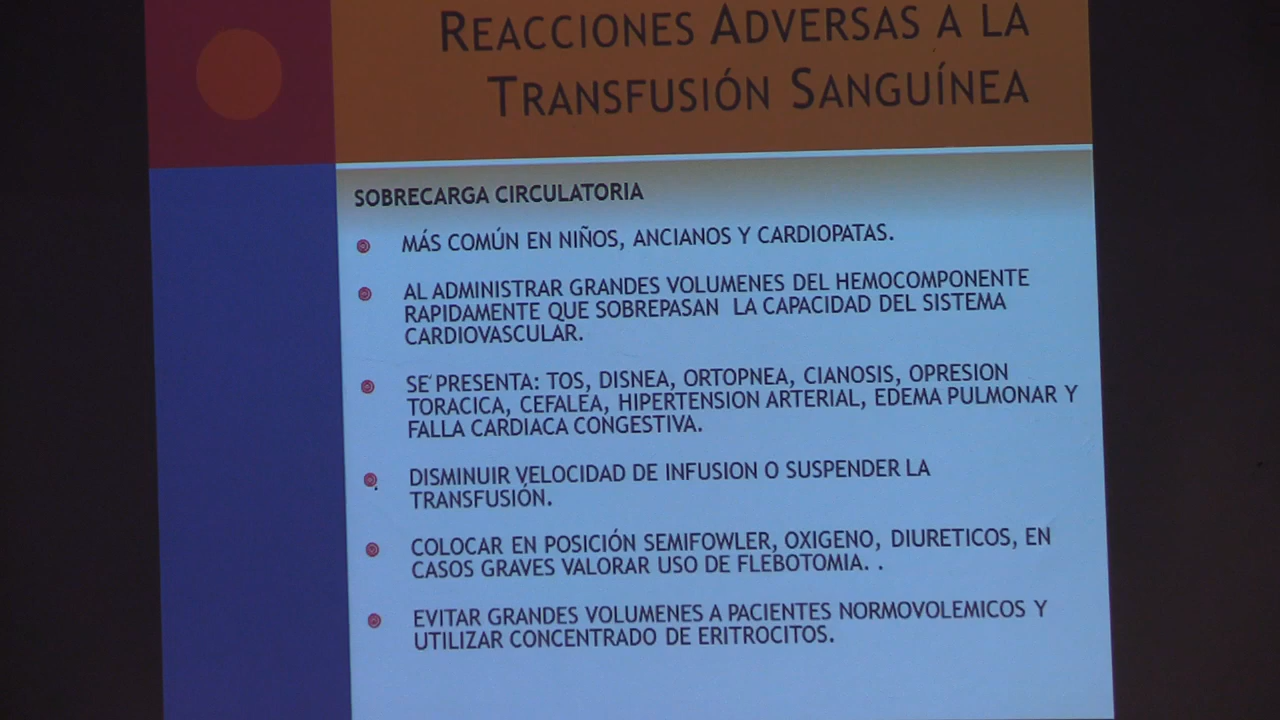 REACCIONES ADVERSAS A LA
TRANSFUSIÓN SANGUÍNEA
SOBRECARGA CIRCULATORIA
MÁS COMÚN EN NIÑOS, ANCIANOS Y CARDIOPATAS.
AL ADMINISTRAR GRANDES VOLUMENES DEL HEMOCOMPONENTE
RAPIDAMENTE QUE SOBREPASAN LA CAPACIDAD DEL SISTEMA
CARDIOVASCULAR.
SE PRESENTA: TOS, DISNEA, ORTOPNEA, CIANOSIS, OPRESION
TORACICA, CEFALEA, HIPERTENSION ARTERIAL, EDEMA PULMONAR Y
FALLA CARDIACA CONGESTIVA.
DISMINUIR VELOCIDAD DE INFUSION O SUSPENDER LA
TRANSFUSIÓN.
COLOCAR EN POSICIÓN SEMIFOWLER, OXIGENO, DIURETICOS, EN
CASOS GRAVES VALORAR USO DE FLEBOTOMIA. .
EVITAR GRANDES VOLUMENES A PACIENTES NORMOVOLEMICOS Y
UTILIZAR CONCENTRADO DE ERITROCITOS.